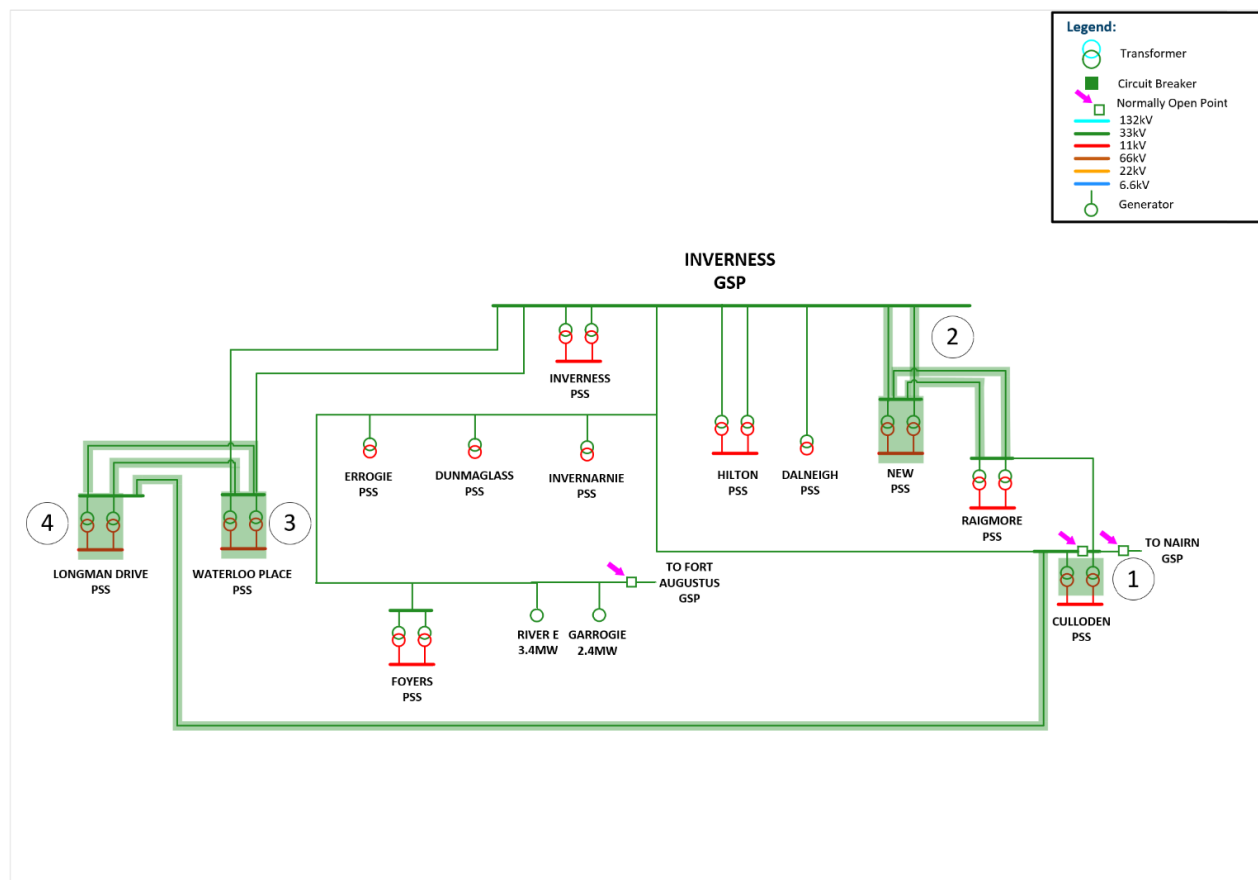 Legend:
Transformer
Circuit Breaker
Normally Open Point
132kV
33kV
11kV
66kV
22kV
6.6kV
Generator
INVERNESS
GSP
2
INVERNESS
PSS
ERROGIE
PSS
DUNMAGLASS
PSS
INVERNARNIE
PSS
HILTON
PSS
DALNEIGH
PSS
NEW
PSS
RAIGMORE
PSS
4
3
LONGMAN DRIVE
PSS
WATERLOO PLACE
PSS
TO NAIRN
GSP
1
CULLODEN
PSS
TO FORT
AUGUSTUS
GSP
RIVER E
3.4MW
GARROGIE
2.4MW
FOYERS
PSS